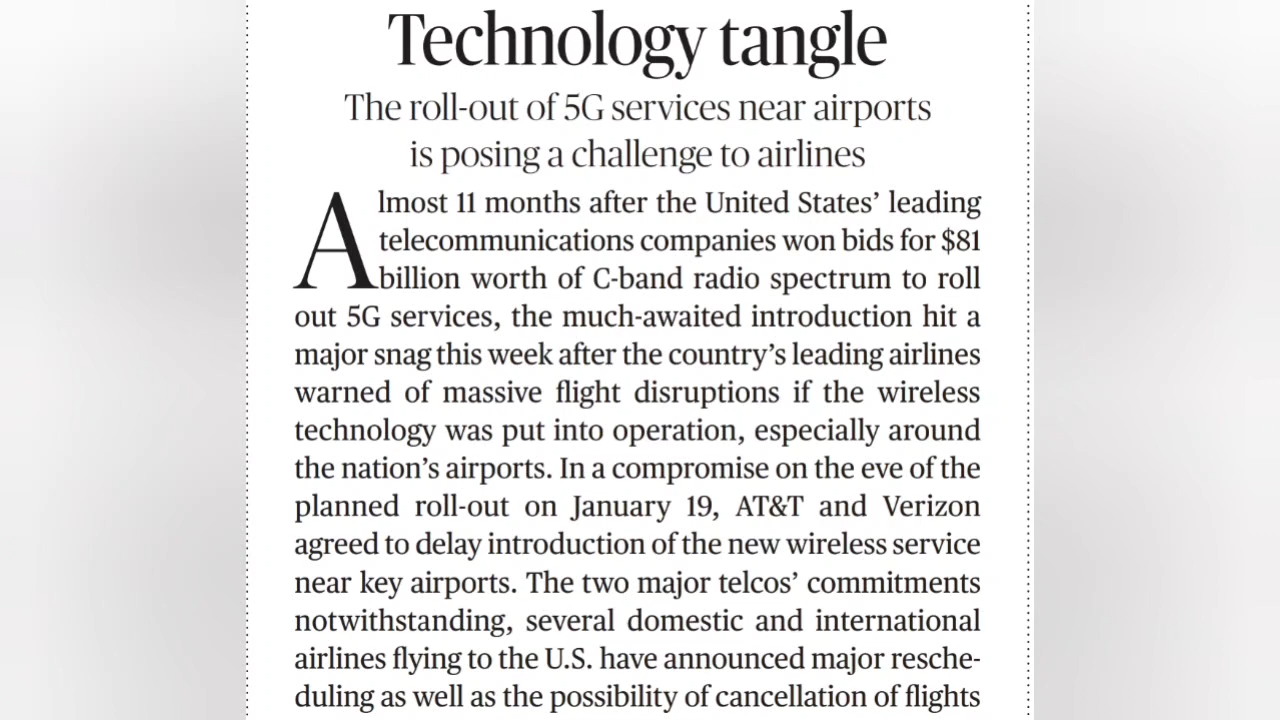 Technology tangle
The roll-out of 5G services near airports
is posing a challenge to airlines
Almost 11 months after the United States’ leading
telecommunications companies won bids for $81
billion worth of C-band radio spectrum to roll
out 5G services, the much-awaited introduction hit a
major snag this week after the country’s leading airlines
warned of massive flight disruptions if the wireless
technology was put into operation, especially around
the nation’s airports. In a compromise on the eve of the
planned roll-out on January 19, AT&T and Verizon
agreed to delay introduction of the new wireless service
near key airports. The two major telcos’ commitments
notwithstanding, several domestic and international
airlines flying to the U.S. have announced major resche-
duling as well as the possibility of cancellation of flights